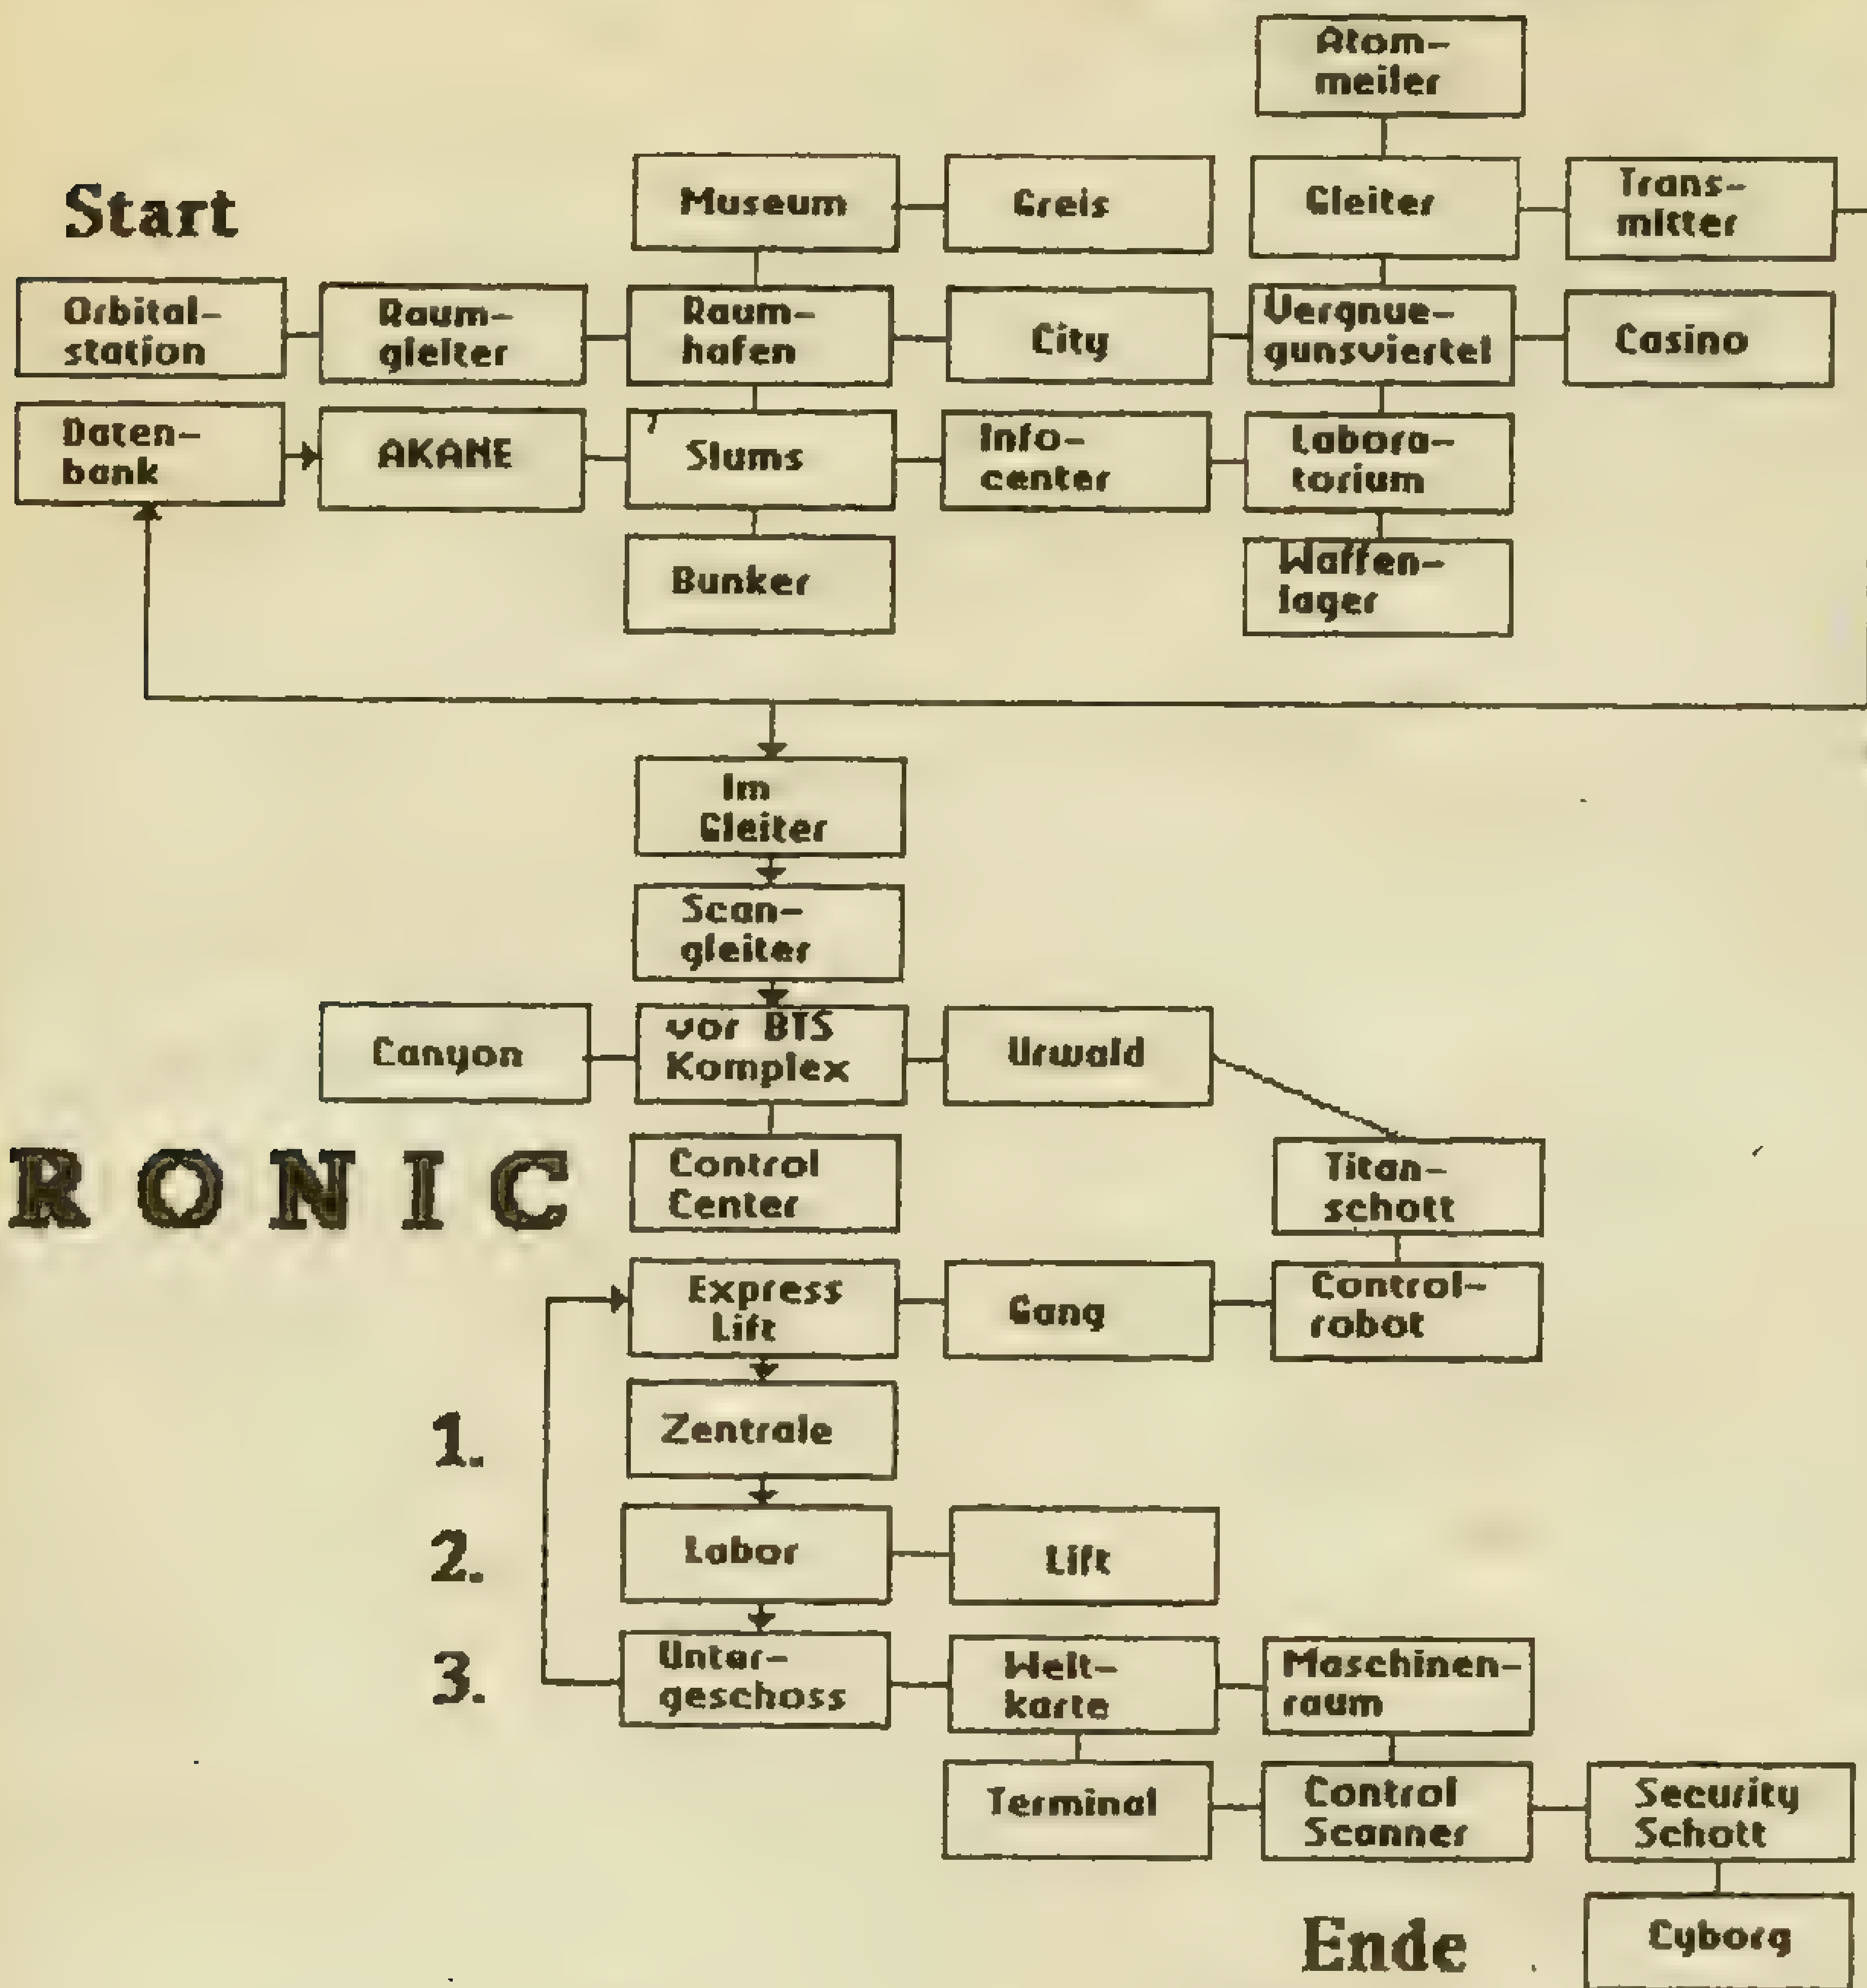 Atom-
meiler
Start
Museum
Greis
Gleiter
Trans-
mitter
Orbital-
station
Raum-
gleiter
Raum-
hafen
City
Vergnue-
gunsviertel
Casino
Daten-
bank
AKANE
Slums
Info-
center
Labora-
torium
Bunker
Waffen-
lager
Im
Gleiter
Scan-
gleiter
Canyon
vor BTS
Komplex
Urwald
RONIC
Control
Center
Titan-
schott
Express
Lift
Gang
Control-
robot
1.
Zentrale
2.
Labor
Lift
3.
Unter-
geschoss
Welt-
karte
Maschinen-
raum
Terminal
Control
Scanner
Security
Schott
Ende
Cyborg